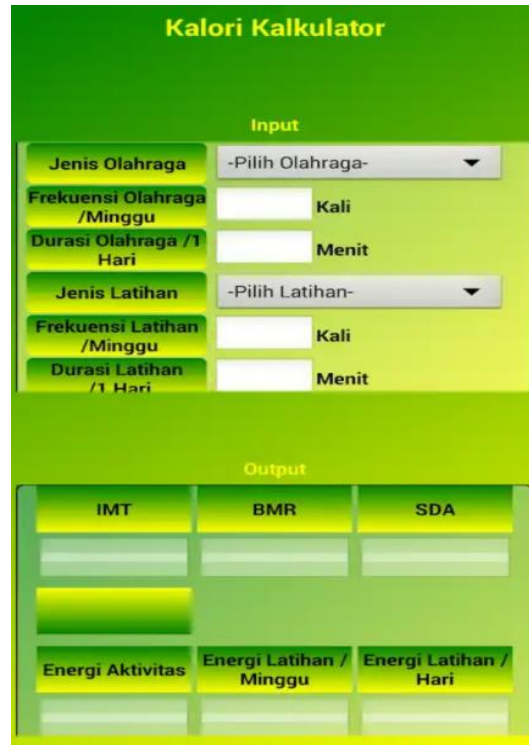 Kalori Kalkulator
Input
Jenis Olahraga
-Pilih Olahraga-
Frekuensi Olahraga
/Minggu
Kali
Durasi Olahraga /1
Hari
Menit
Jenis Latihan
-Pilih Latihan-
Frekuensi Latihan
/Minggu
Kali
Durasi Latihan
/1 Hari
Menit
Output
IMT
BMR
SDA
Energi Aktivitas
Energi Latihan /
Minggu
Energi Latihan /
Hari